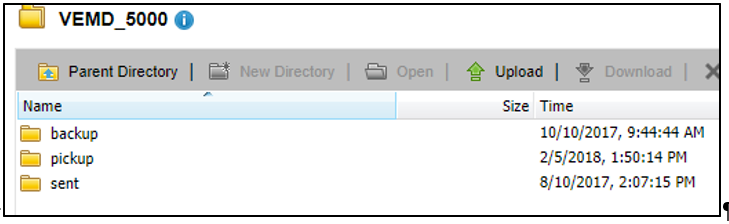 VEMD_5000
Parent Directory | New Directory | Open | Upload | Download |
Name Size Time
backup 10/10/2017, 9:44:44 AM
pickup 2/5/2018, 1:50:14 PM
sent 8/10/2017, 2:07:15 PM